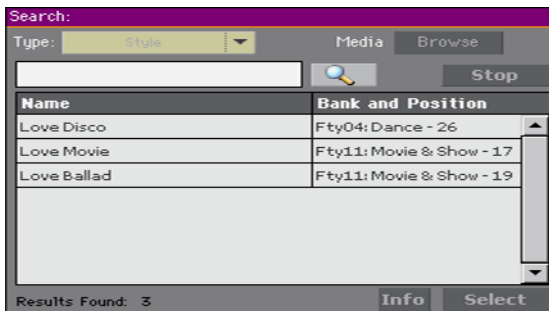 Search:
Type: Style Media Browse
Stop
Name Bank and Position
Love Disco Fty04: Dance - 26
Love Movie Fty11: Movie & Show - 17
Love Ballad Fty11: Movie & Show - 19
Results Found: 3 Info Select